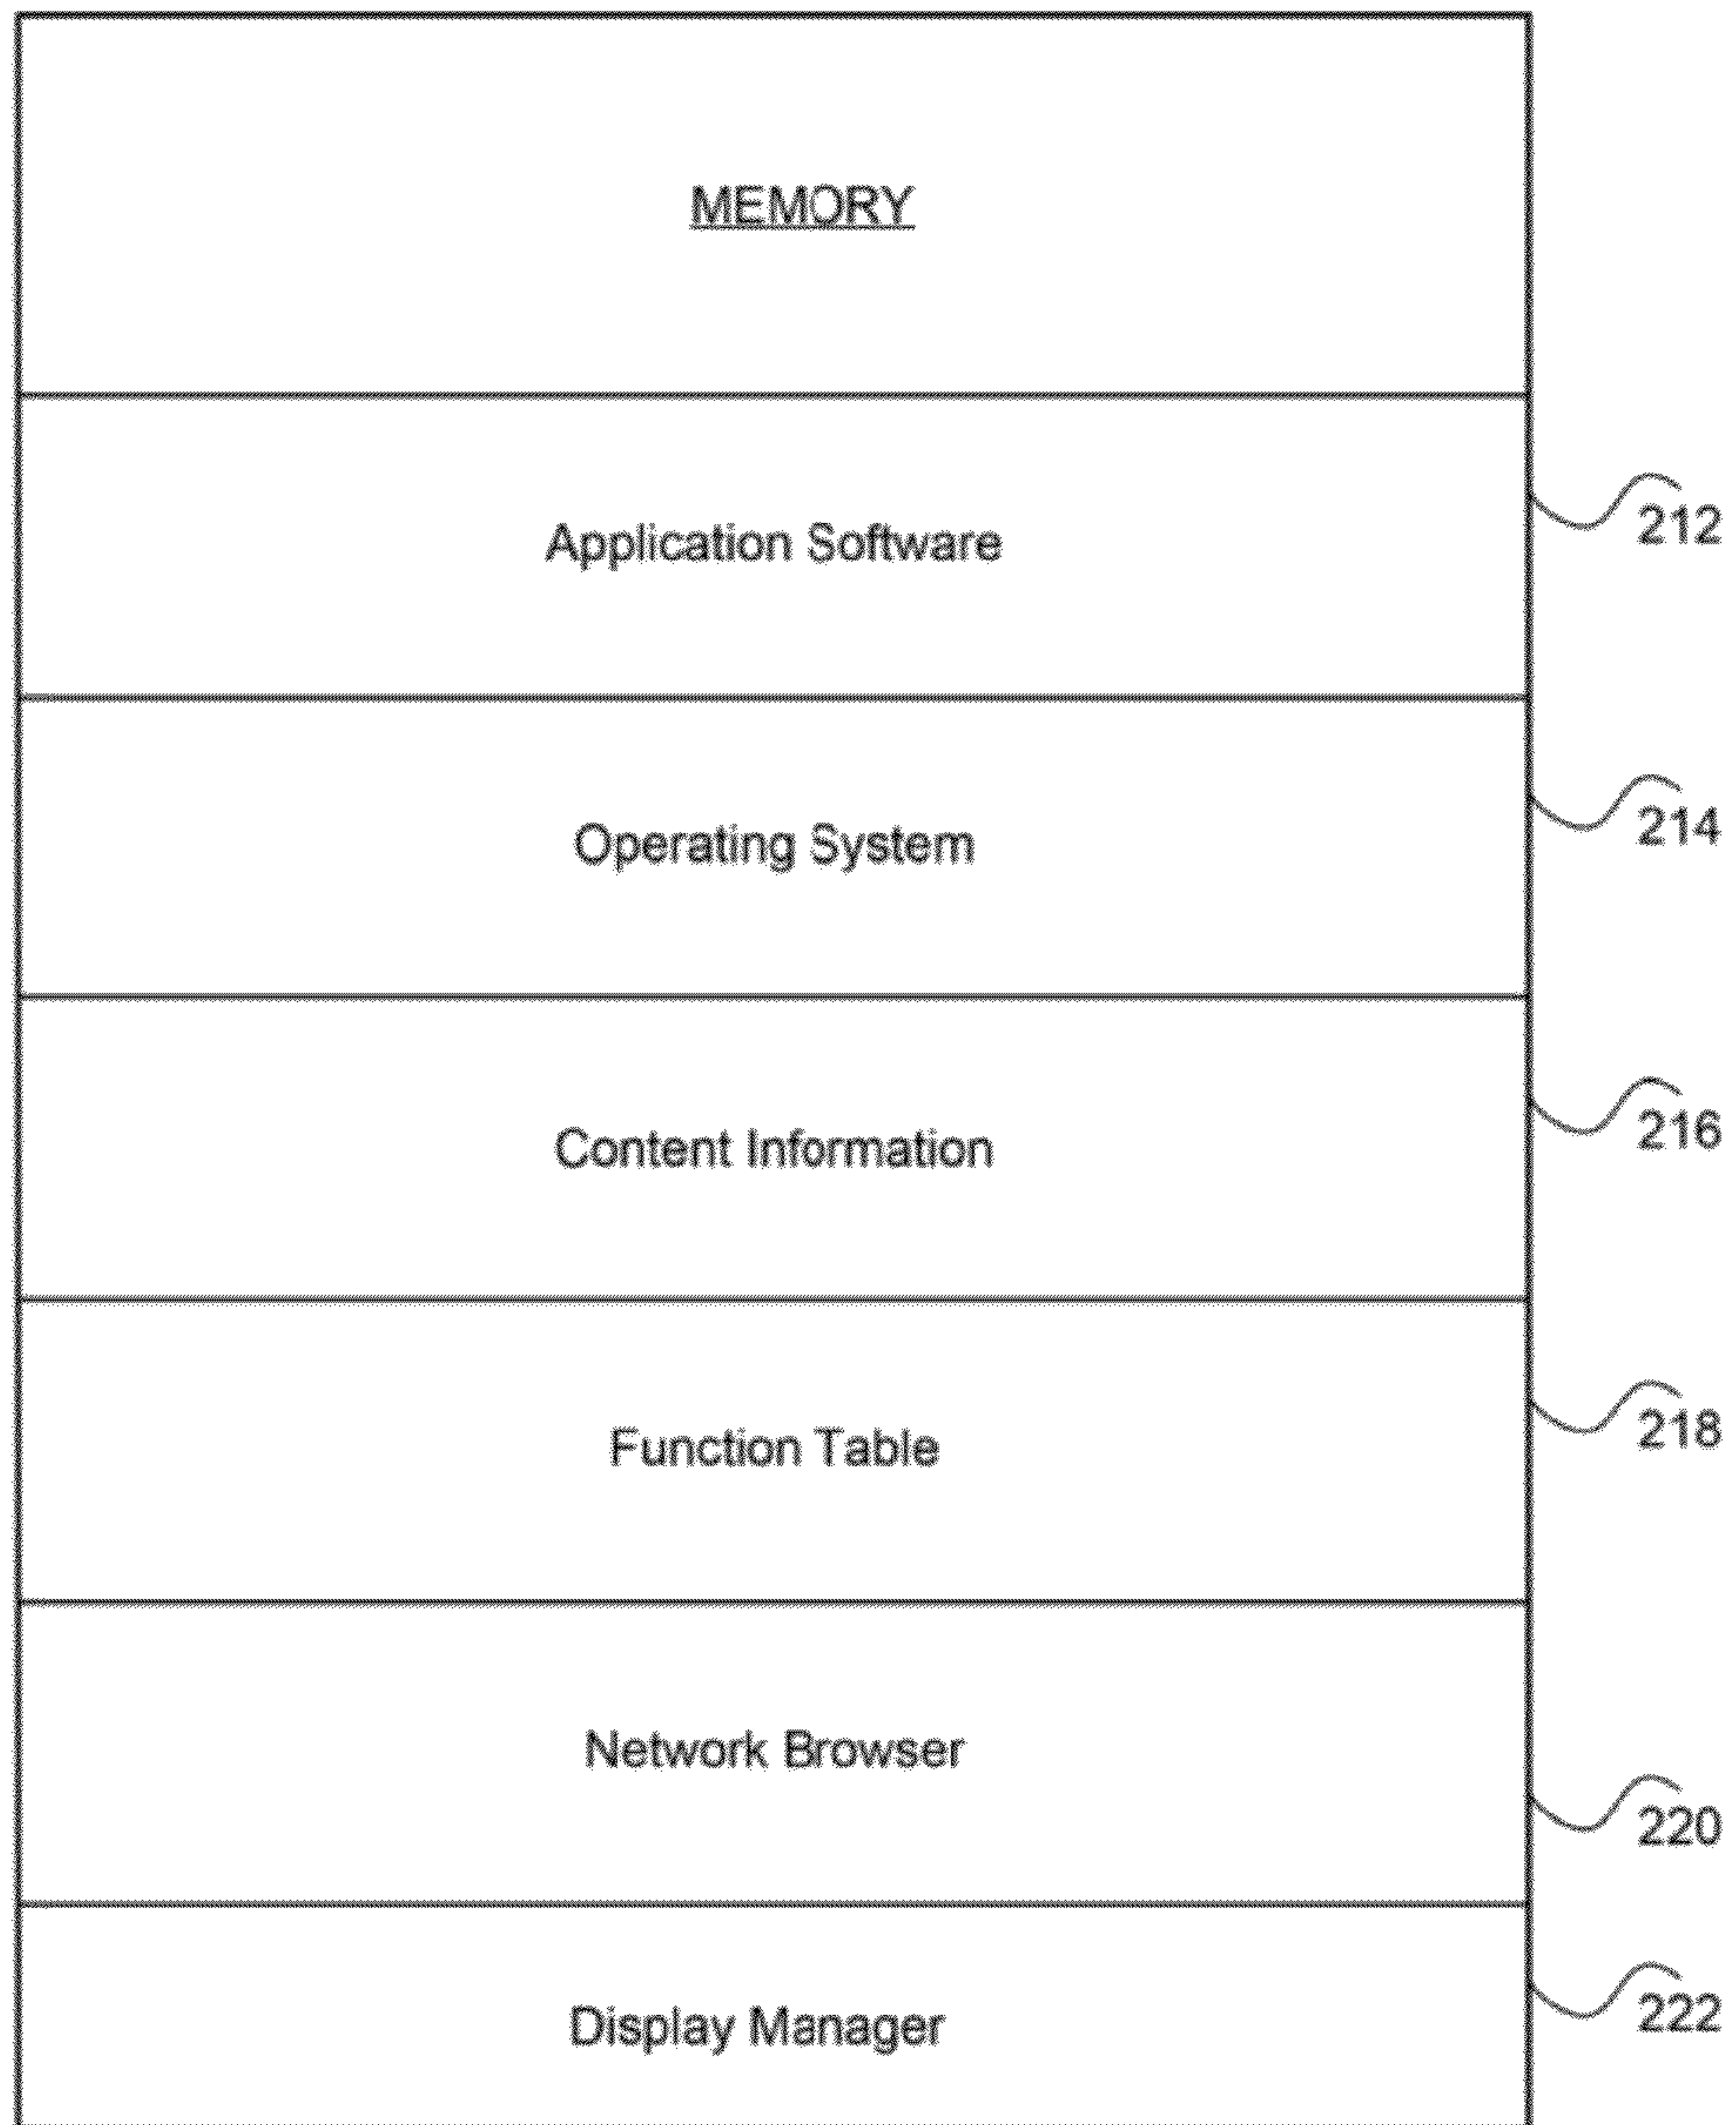 MEMORY
Application Software
212
Operating System
214
Content Information
216
Function Table
218
Network Browser
220
Display Manager
222